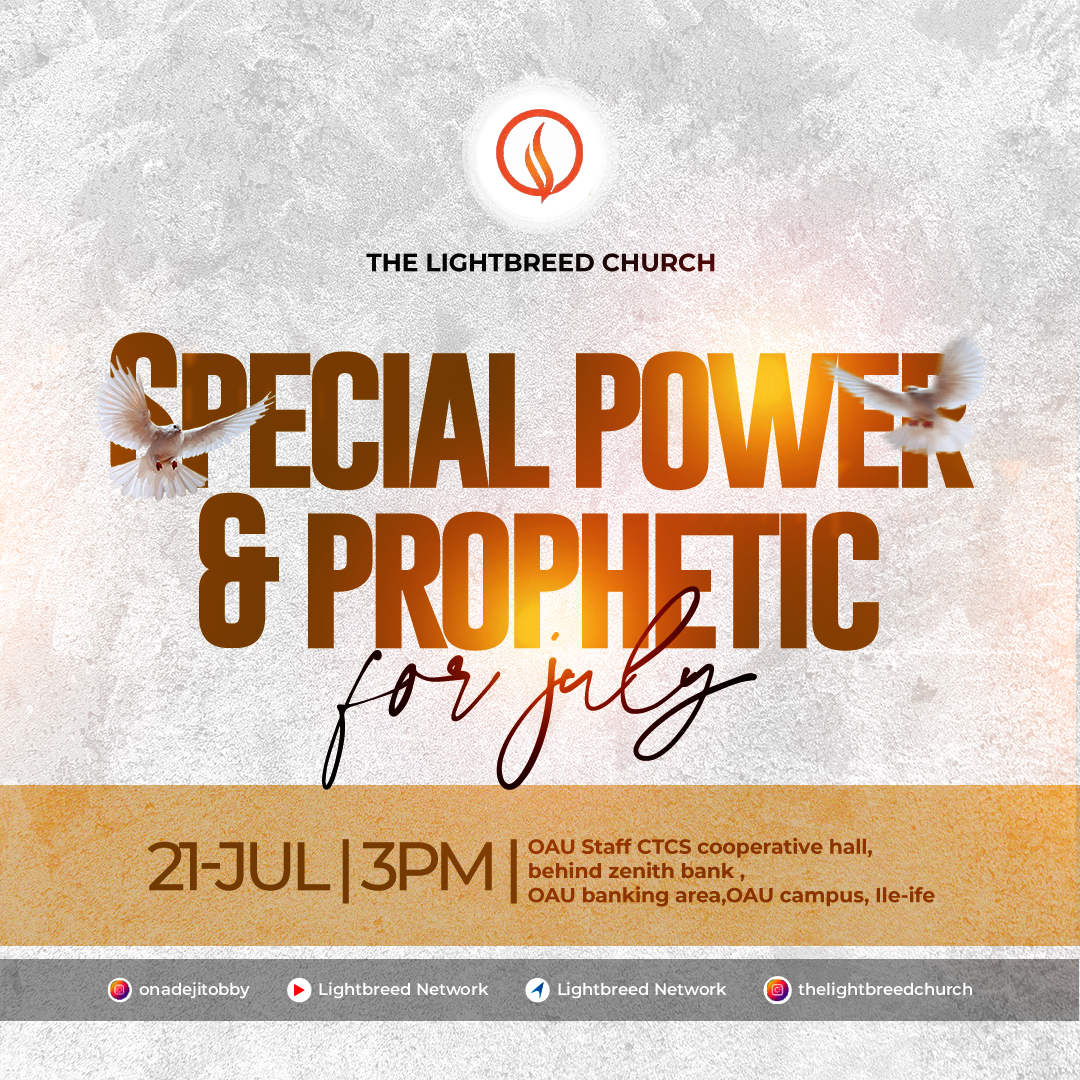 THE LIGHTBREED CHURCH
SPECIAL POWER
& PROPHETIC
for july
21-JUL | 3PM |
OAU Staff CTCS cooperative hall,
behind zenith bank ,
OAU banking area,OAU campus, Ile-ife
onadejitobby
Lightbreed Network
Lightbreed Network
thelightbreedchurch